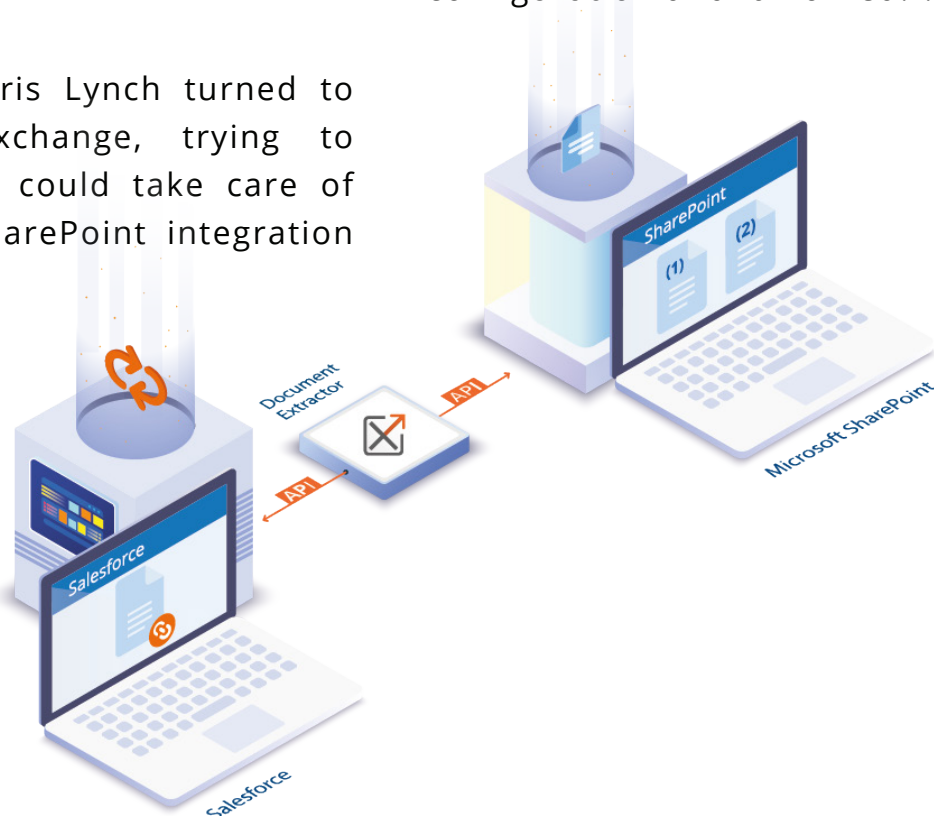 ris Lynch turned to
xchange, trying to
could take care of
arePoint integration
SharePoint
(1)
(2)
Document
Extractor
API
API
Microsoft SharePoint
Salesforce
Salesforce